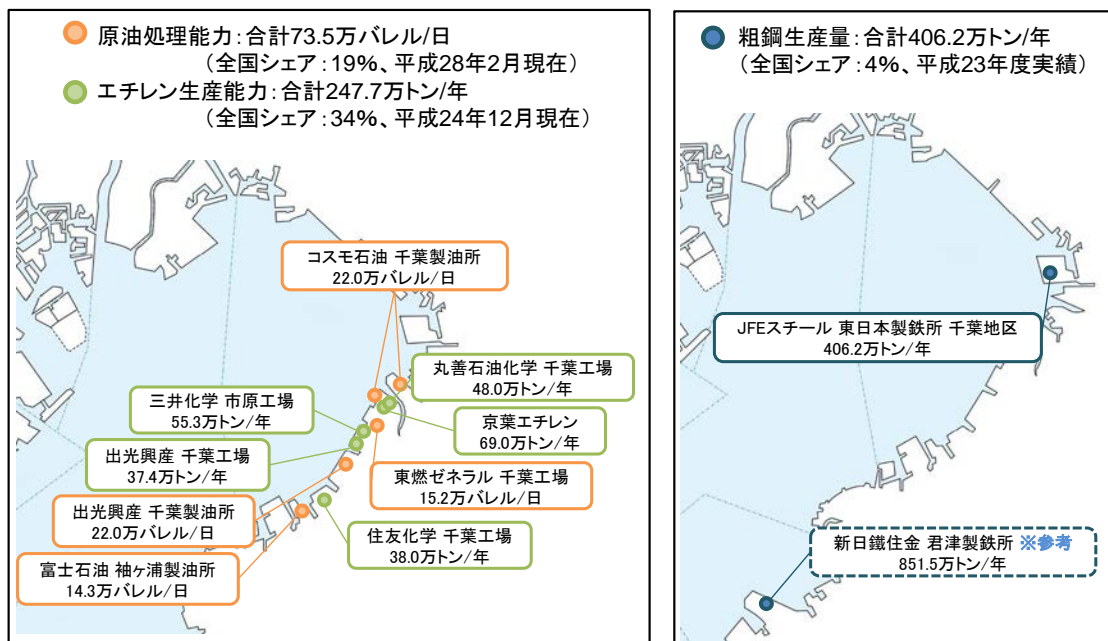 原油処理能力：合計73.5万バレル/日
（全国シェア：19%、平成28年2月現在）
エチレン生産能力：合計247.7万トン/年
（全国シェア：34%、平成24年12月現在）
コスモ石油 千葉製油所
22.0万バレル/日
丸善石油化学 千葉工場
48.0万トン/年
三井化学 市原工場
55.3万トン/年
京葉エチレン
69.0万トン/年
出光興産 千葉工場
37.4万トン/年
東燃ゼネラル 千葉工場
15.2万バレル/日
出光興産 千葉製油所
22.0万バレル/日
住友化学 千葉工場
38.0万トン/年
富士石油 袖ヶ浦製油所
14.3万バレル/日
粗鋼生産量：合計406.2万トン/年
（全国シェア：4%、平成23年度実績）
JFEスチール 東日本製鉄所 千葉地区
406.2万トン/年
新日鐵住金 君津製鉄所 ※参考
851.5万トン/年